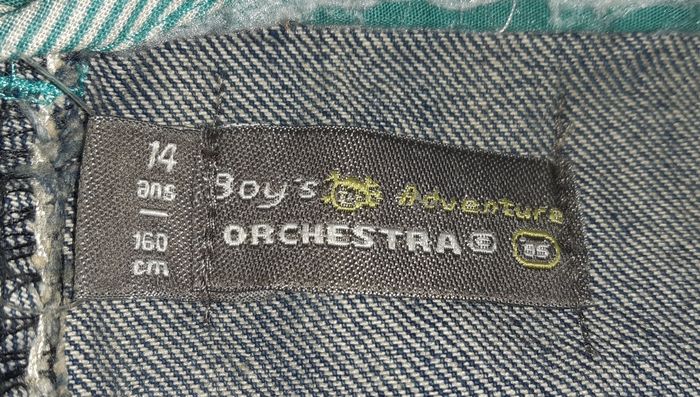 14
ans
160
cm
Boy's Adventure
ORCHESTRA